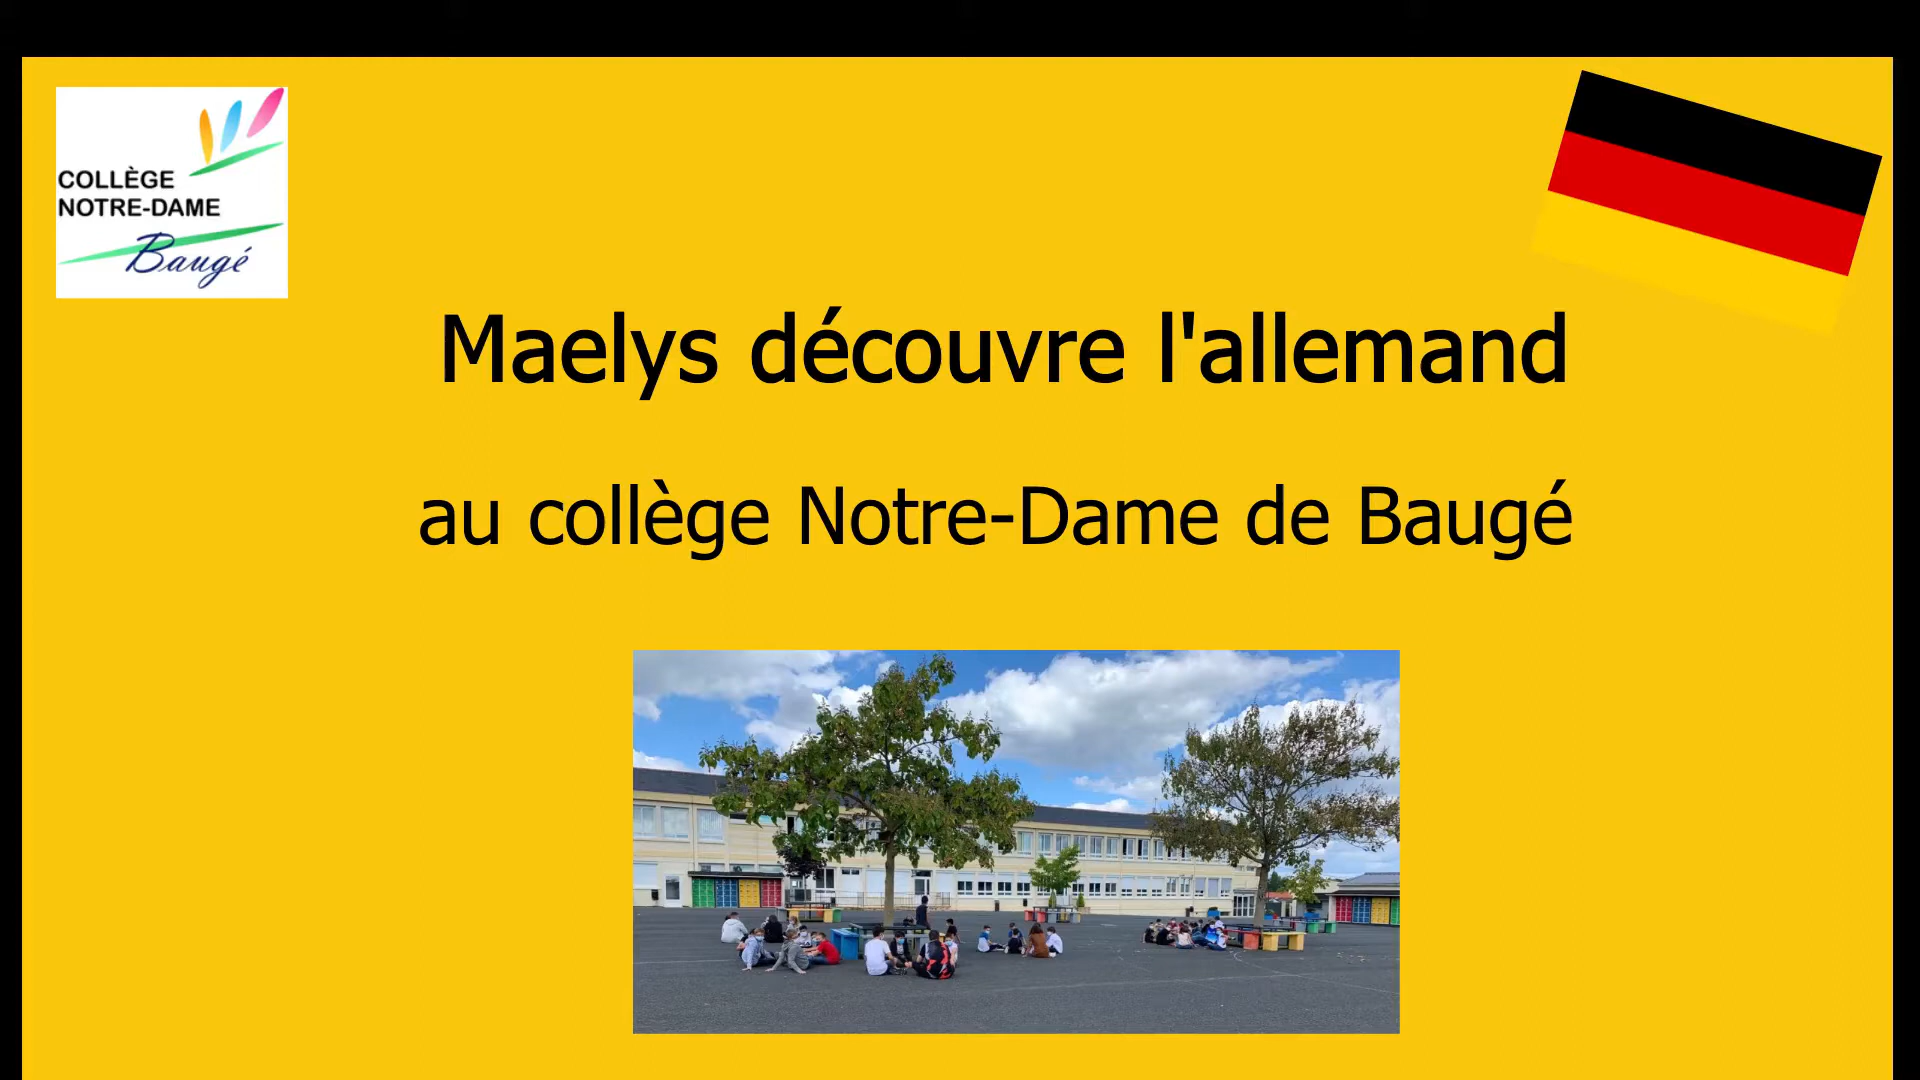 COLLÈGE
NOTRE-DAME
Baugé
Maelys découvre l'allemand
au collège Notre-Dame de Baugé